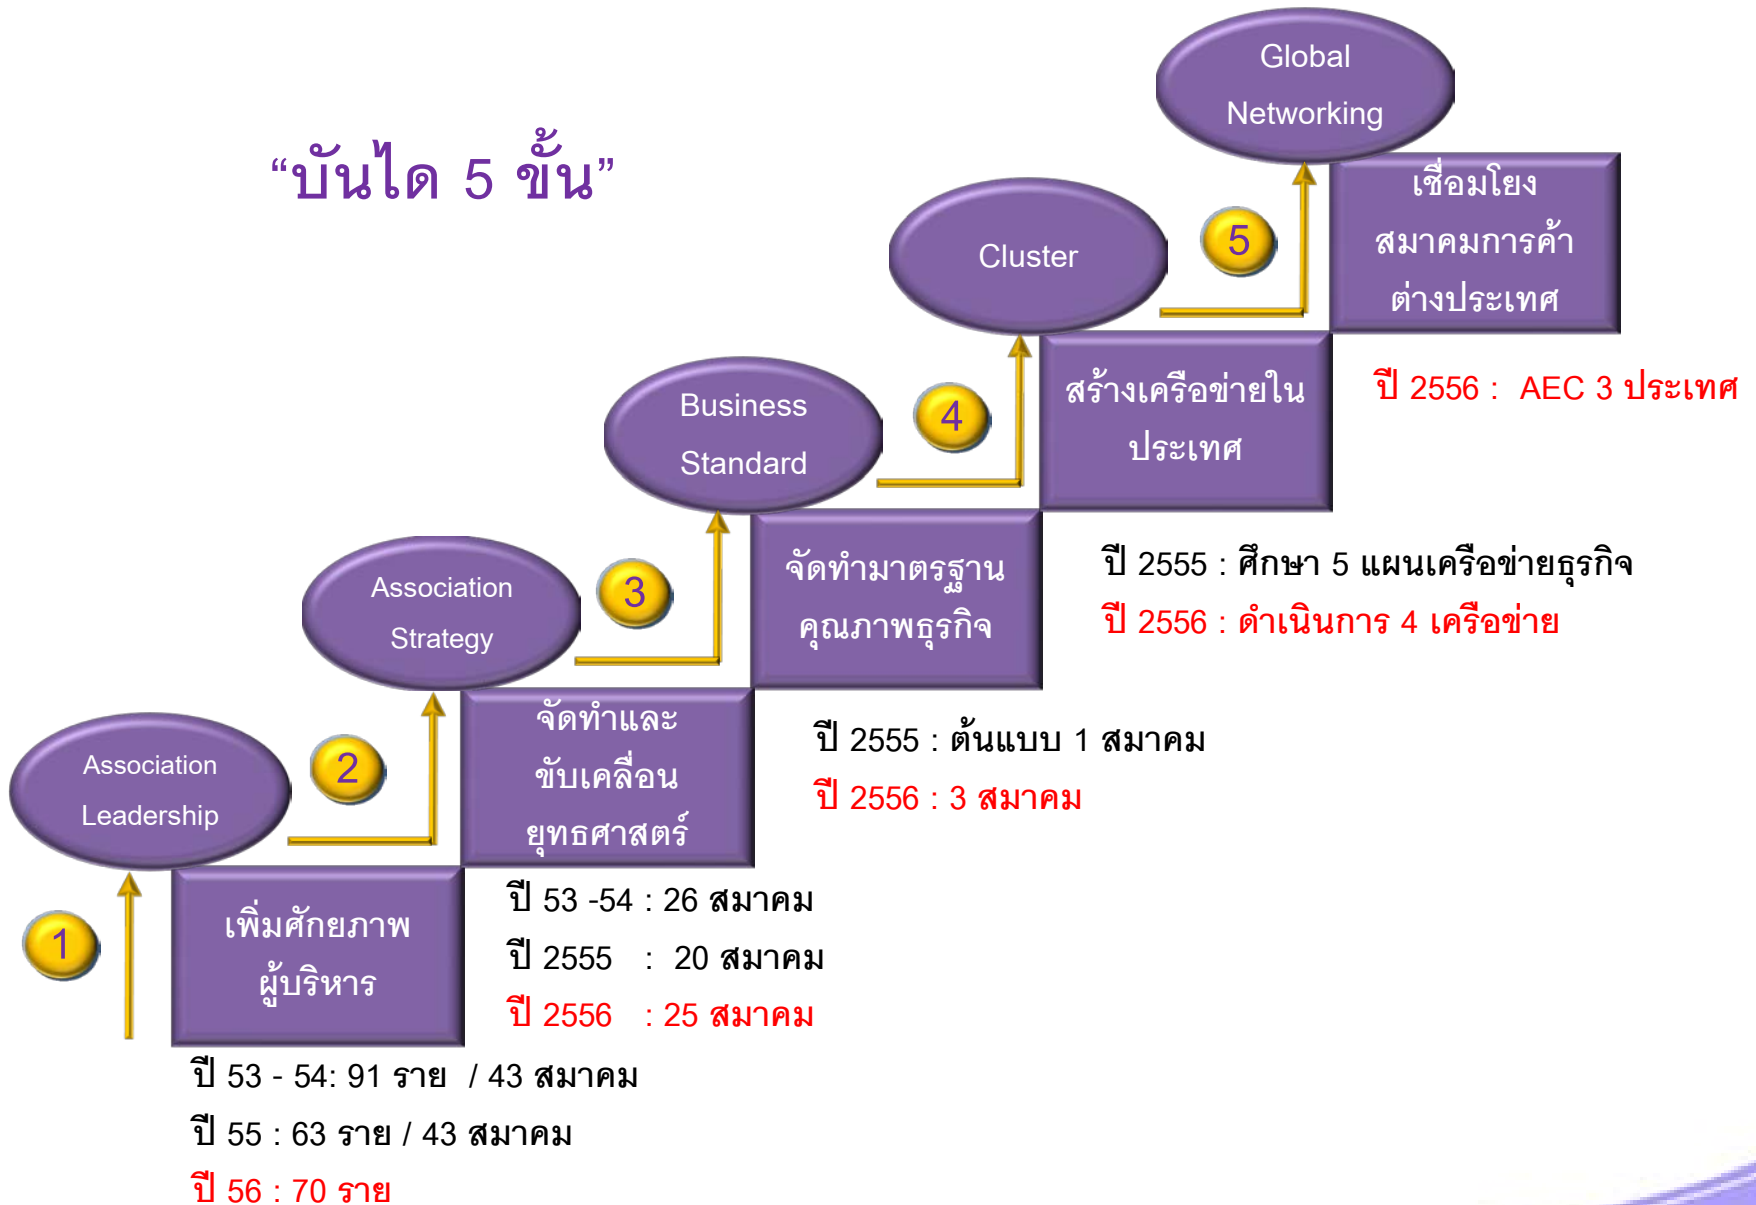 “บันได 5 ขั้น”
1
Association
Leadership
เพิ่มศักยภาพ
ผู้บริหาร
ปี 53 - 54: 91 ราย / 43 สมาคม
ปี 55 : 63 ราย / 43 สมาคม
ปี 56 : 70 ราย
2
Association
Strategy
จัดทำและ
ขับเคลื่อน
ยุทธศาสตร์
ปี 53 -54 : 26 สมาคม
ปี 2555 : 20 สมาคม
ปี 2556 : 25 สมาคม
3
Business
Standard
จัดทำมาตรฐาน
คุณภาพธุรกิจ
ปี 2555 : ต้นแบบ 1 สมาคม
ปี 2556 : 3 สมาคม
4
Cluster
สร้างเครือข่ายใน
ประเทศ
ปี 2555 : ศึกษา 5 แผนเครือข่ายธุรกิจ
ปี 2556 : ดำเนินการ 4 เครือข่าย
5
Global
Networking
เชื่อมโยง
สมาคมการค้า
ต่างประเทศ
ปี 2556 : AEC 3 ประเทศ